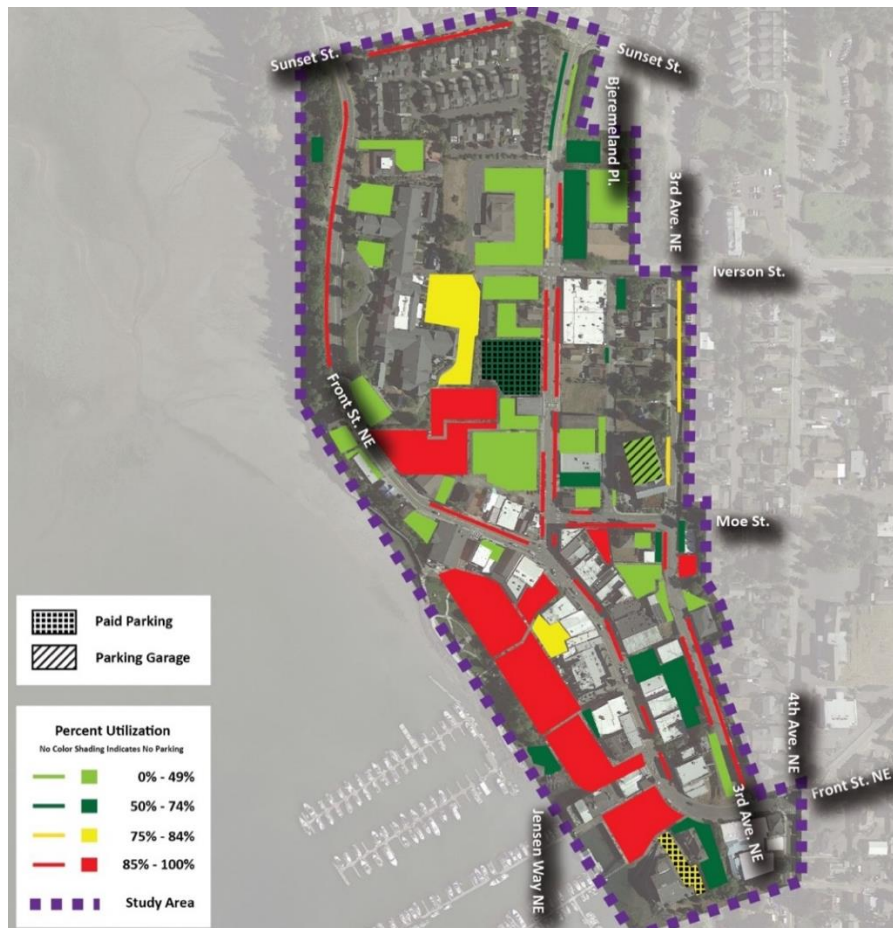 Sunset St.
Sunset St.
Bjeremeland Pl.
3rd Ave. NE
Iverson St.
Front St. NE
Moe St.
Paid Parking
Parking Garage
Percent Utilization
No Color Shading Indicates No Parking
0% - 49%
50% - 74%
75% - 84%
85% - 100%
Study Area
4th Ave. NE
Front St. NE
3rd Ave. NE
Jensen Way NE